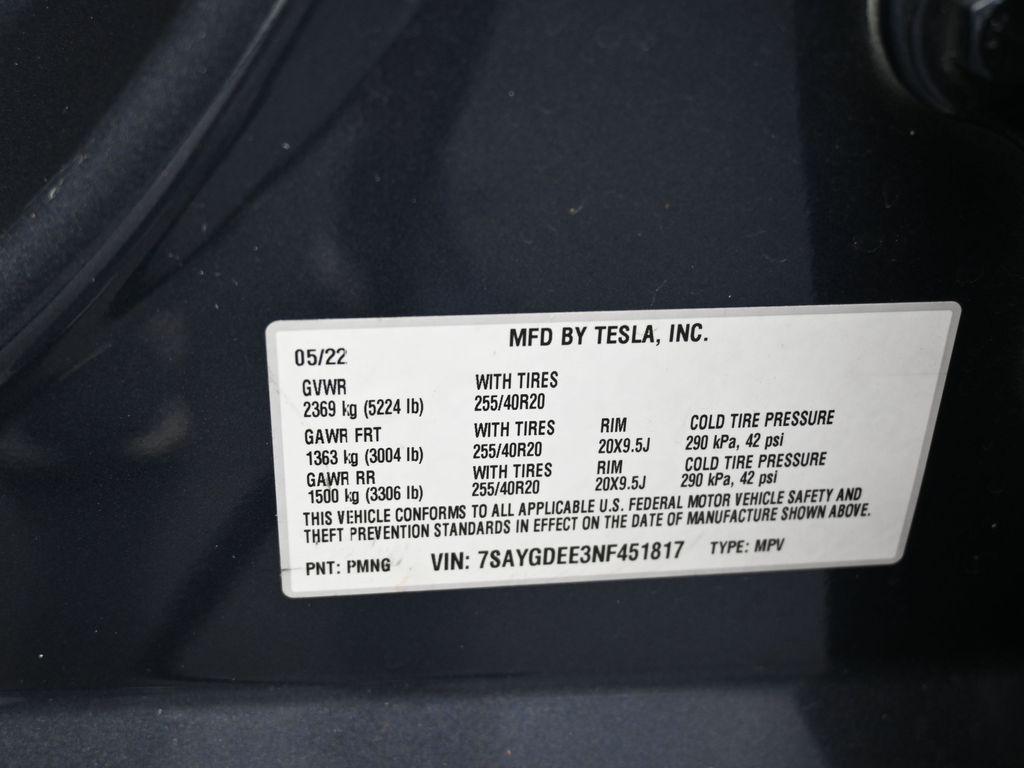 MFD BY TESLA, INC.
05/22
GVWR WITH TIRES
2369 kg (5224 lb) 255/40R20
GAWR FRT WITH TIRES RIM COLD TIRE PRESSURE
1363 kg (3004 lb) 255/40R20 20X9.5J 290 kPa, 42 psi
GAWR RR WITH TIRES RIM COLD TIRE PRESSURE
1500 kg (3306 lb) 255/40R20 20X9.5J 290 kPa, 42 psi
THIS VEHICLE CONFORMS TO ALL APPLICABLE U.S. FEDERAL MOTOR VEHICLE SAFETY AND
THEFT PREVENTION STANDARDS IN EFFECT ON THE DATE OF MANUFACTURE SHOWN ABOVE.
PNT: PMNG VIN: 7SAYGDEE3NF451817 TYPE: MPV